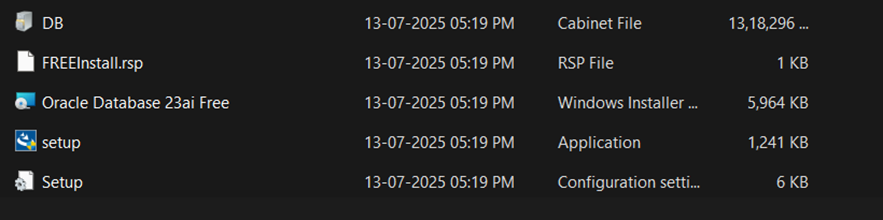 DB 13-07-2025 05:19 PM Cabinet File 13,18,296 ...
FREEInstall.rsp 13-07-2025 05:19 PM RSP File 1 KB
Oracle Database 23ai Free 13-07-2025 05:19 PM Windows Installer ... 5,964 KB
setup 13-07-2025 05:19 PM Application 1,241 KB
Setup 13-07-2025 05:19 PM Configuration setti... 6 KB